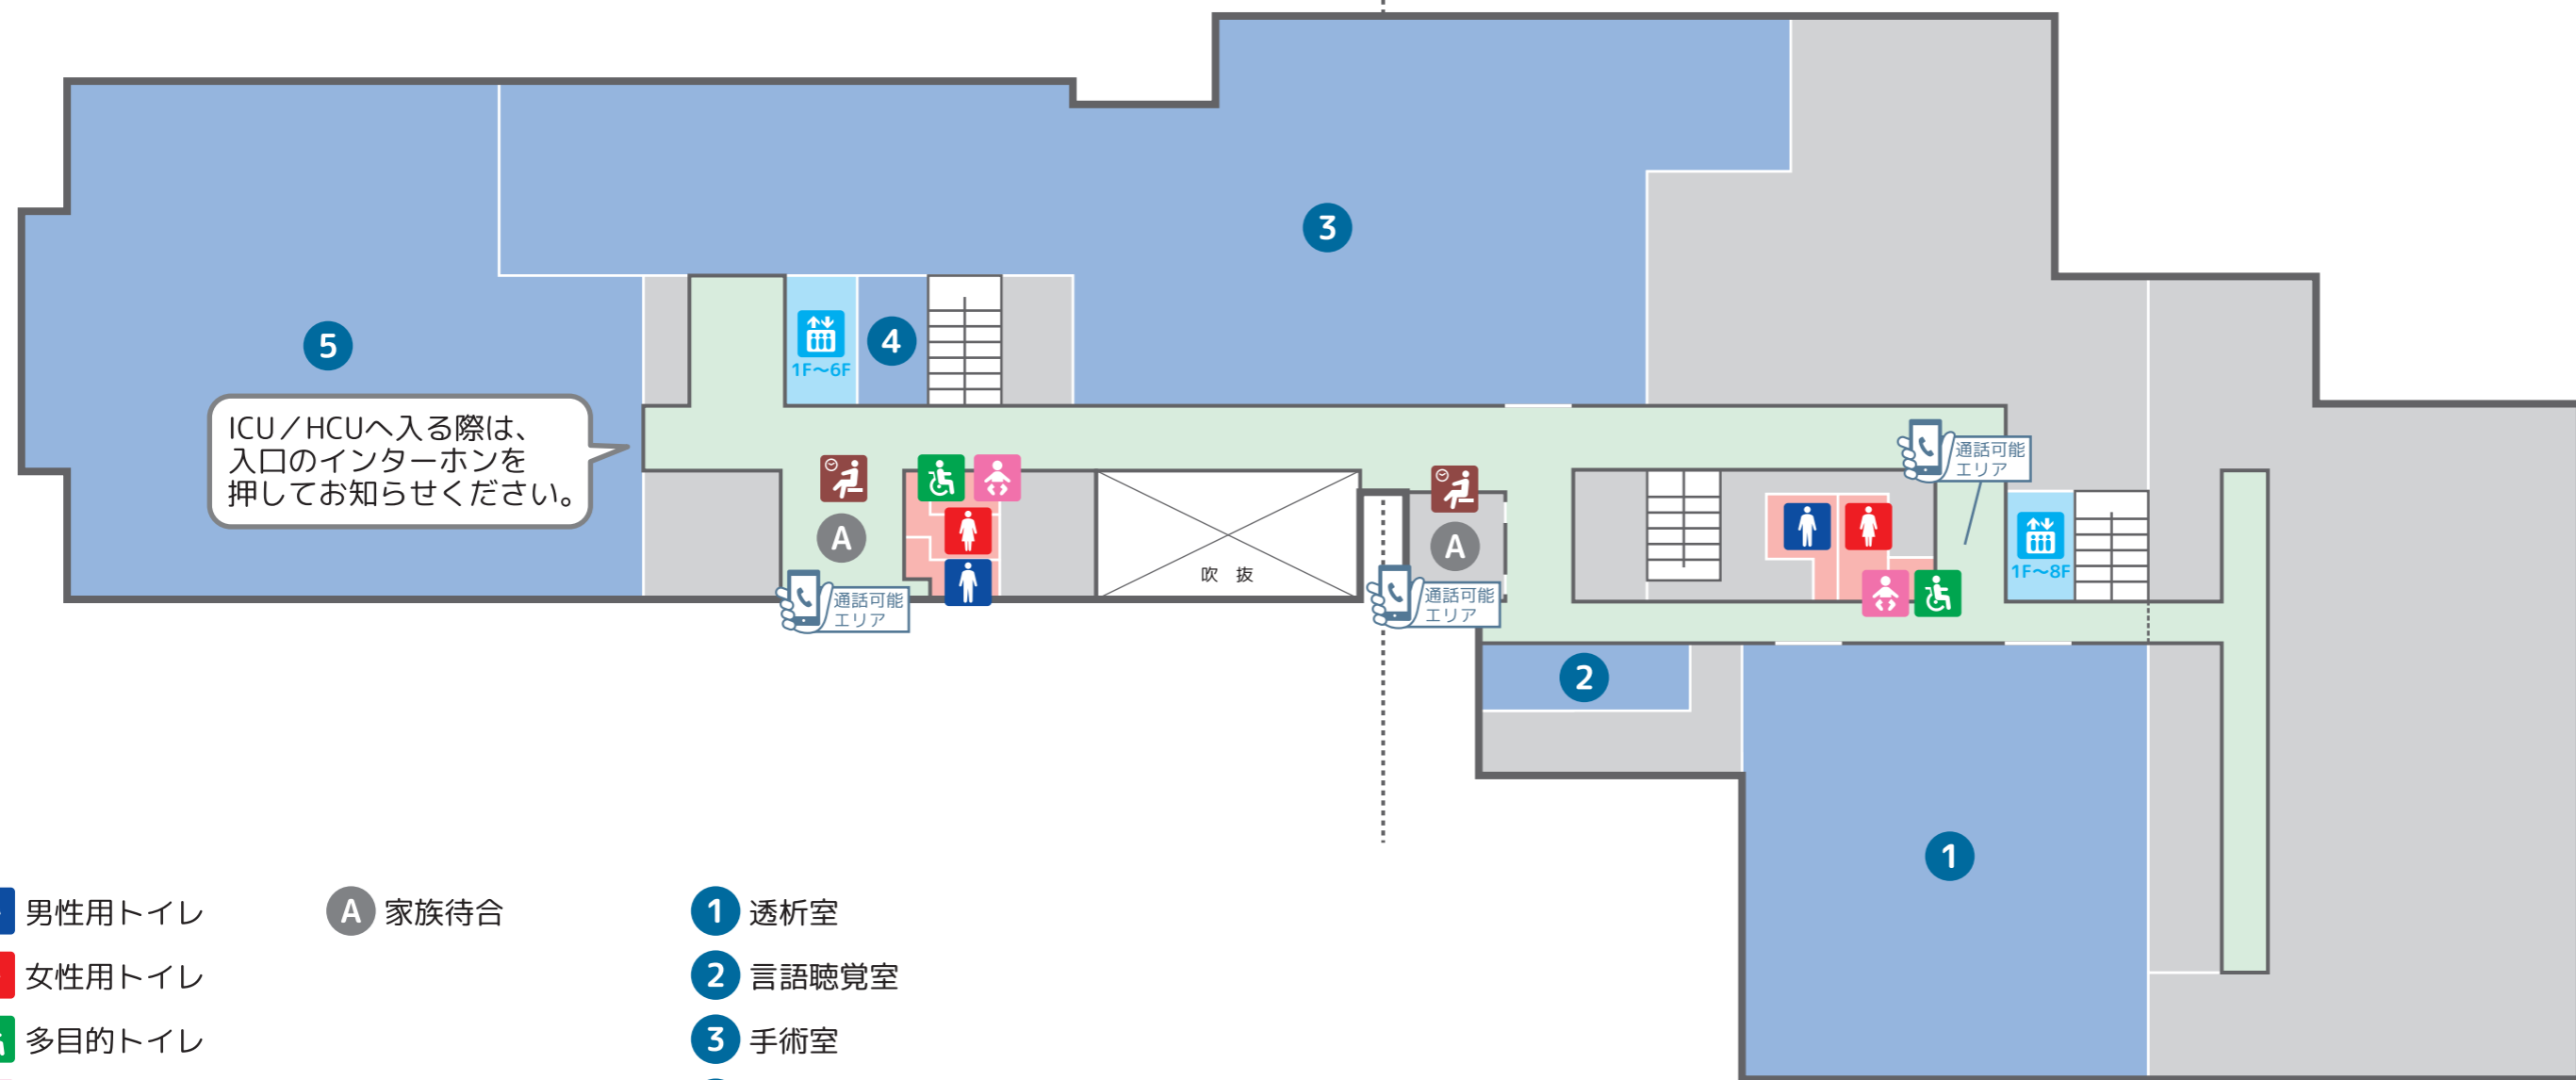 3
5
4
1F〜6F
ICU／HCUへ入る際は、
入口のインターホンを
押してお知らせください。
通話可能
エリア
A
A
吹 抜
1F〜8F
通話可能
エリア
通話可能
エリア
2
1
男性用トイレ
A 家族待合
1 透析室
女性用トイレ
2 言語聴覚室
多目的トイレ
3 手術室